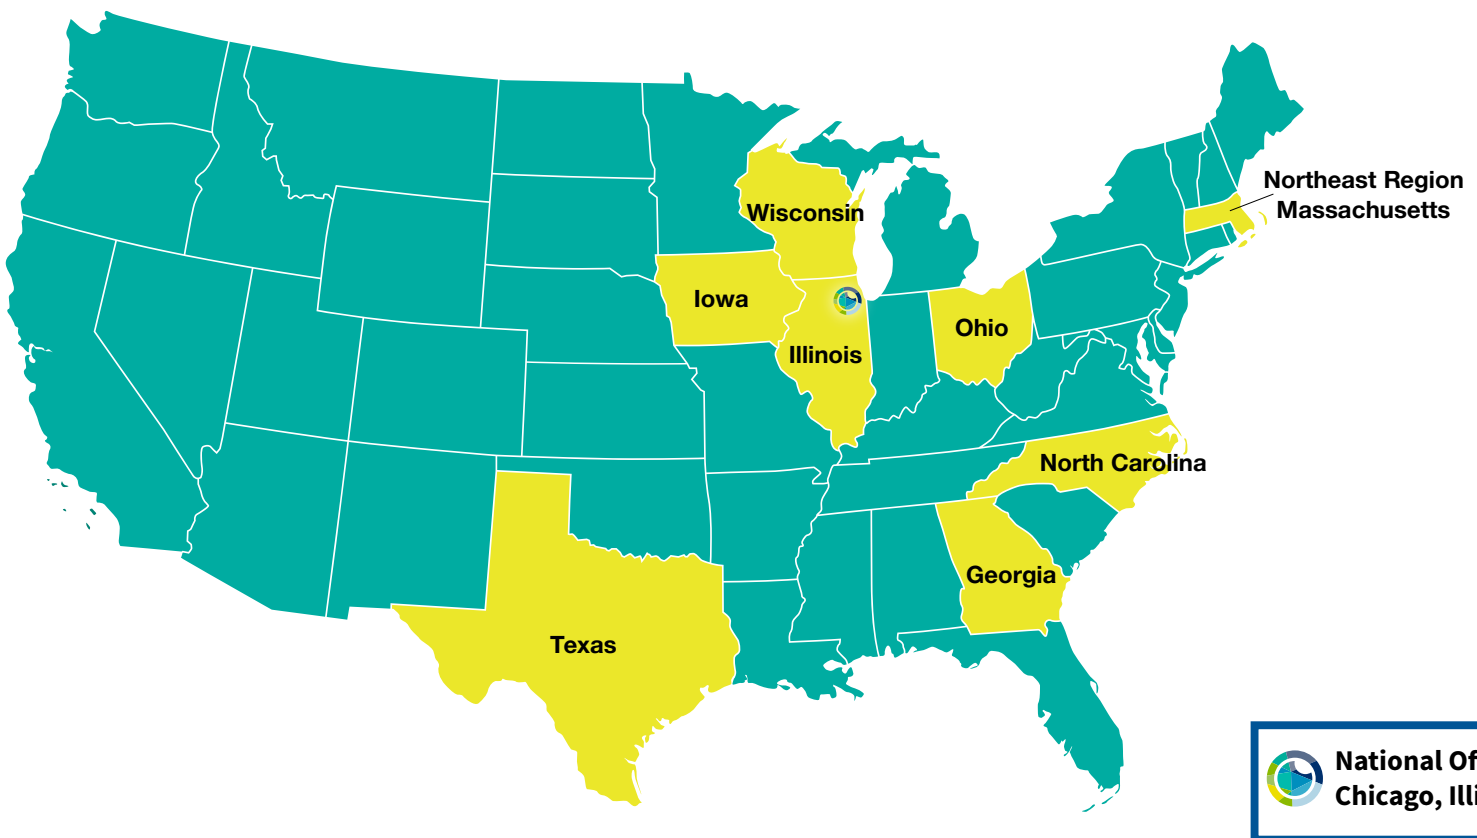 Northeast Region
Massachusetts
Wisconsin
Iowa
Ohio
Illinois
North Carolina
Georgia
Texas
National Of
Chicago, Illi